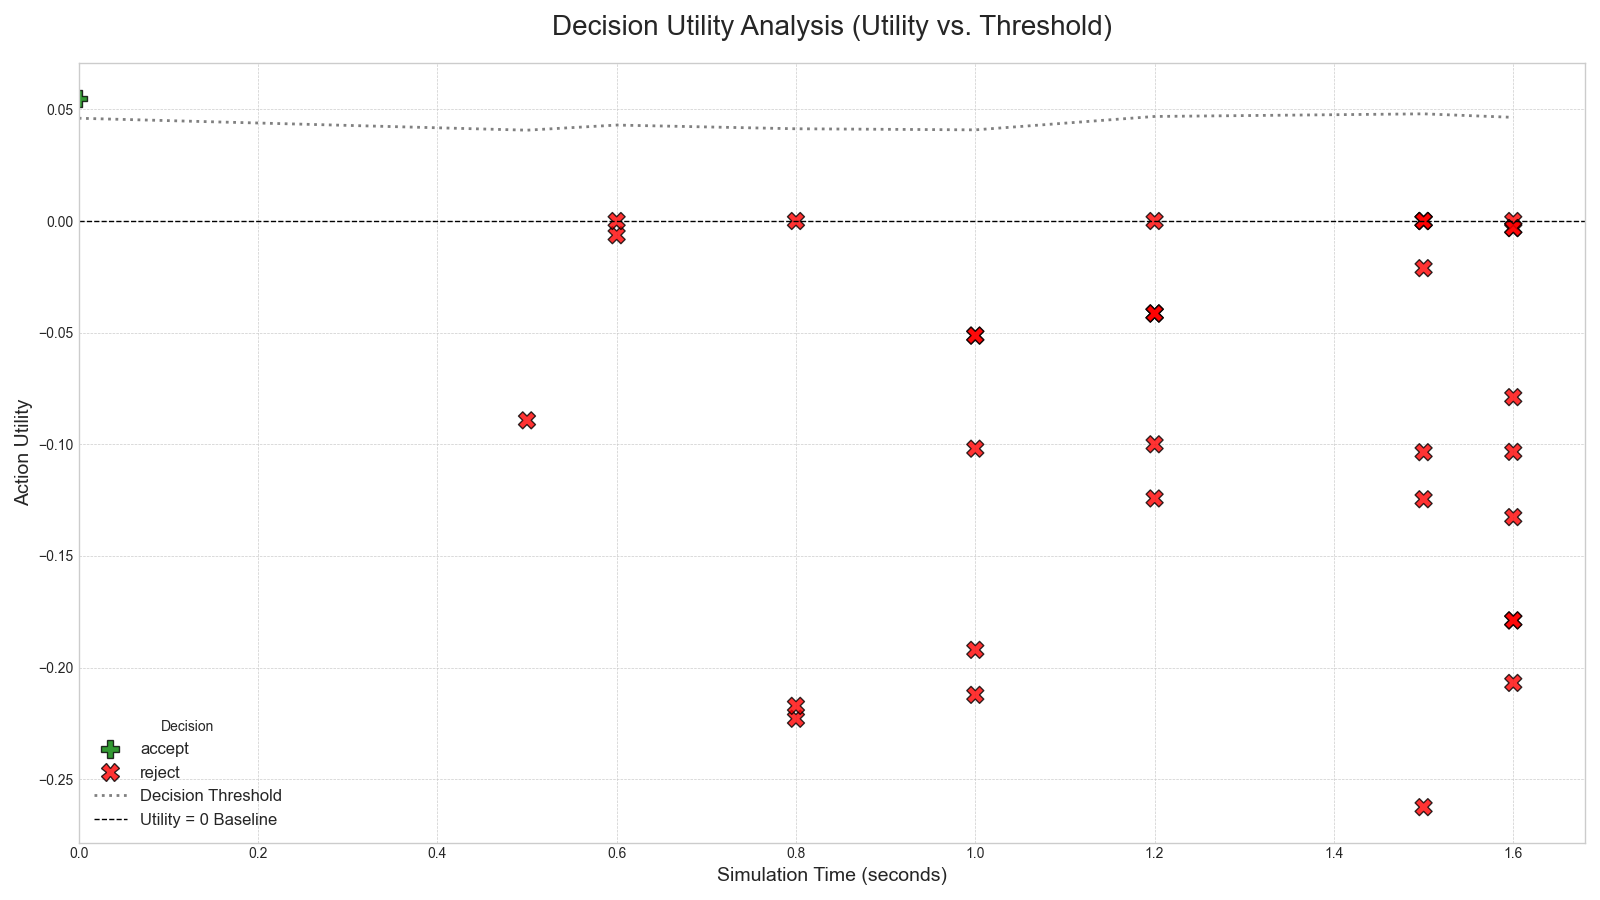 Decision Utility Analysis (Utility vs. Threshold)
Action Utility
0.05
0.00
−0.05
−0.10
−0.15
−0.20
−0.25
Decision
accept
reject
Decision Threshold
Utility = 0 Baseline
0.0 0.2 0.4 0.6 0.8 1.0 1.2 1.4 1.6
Simulation Time (seconds)